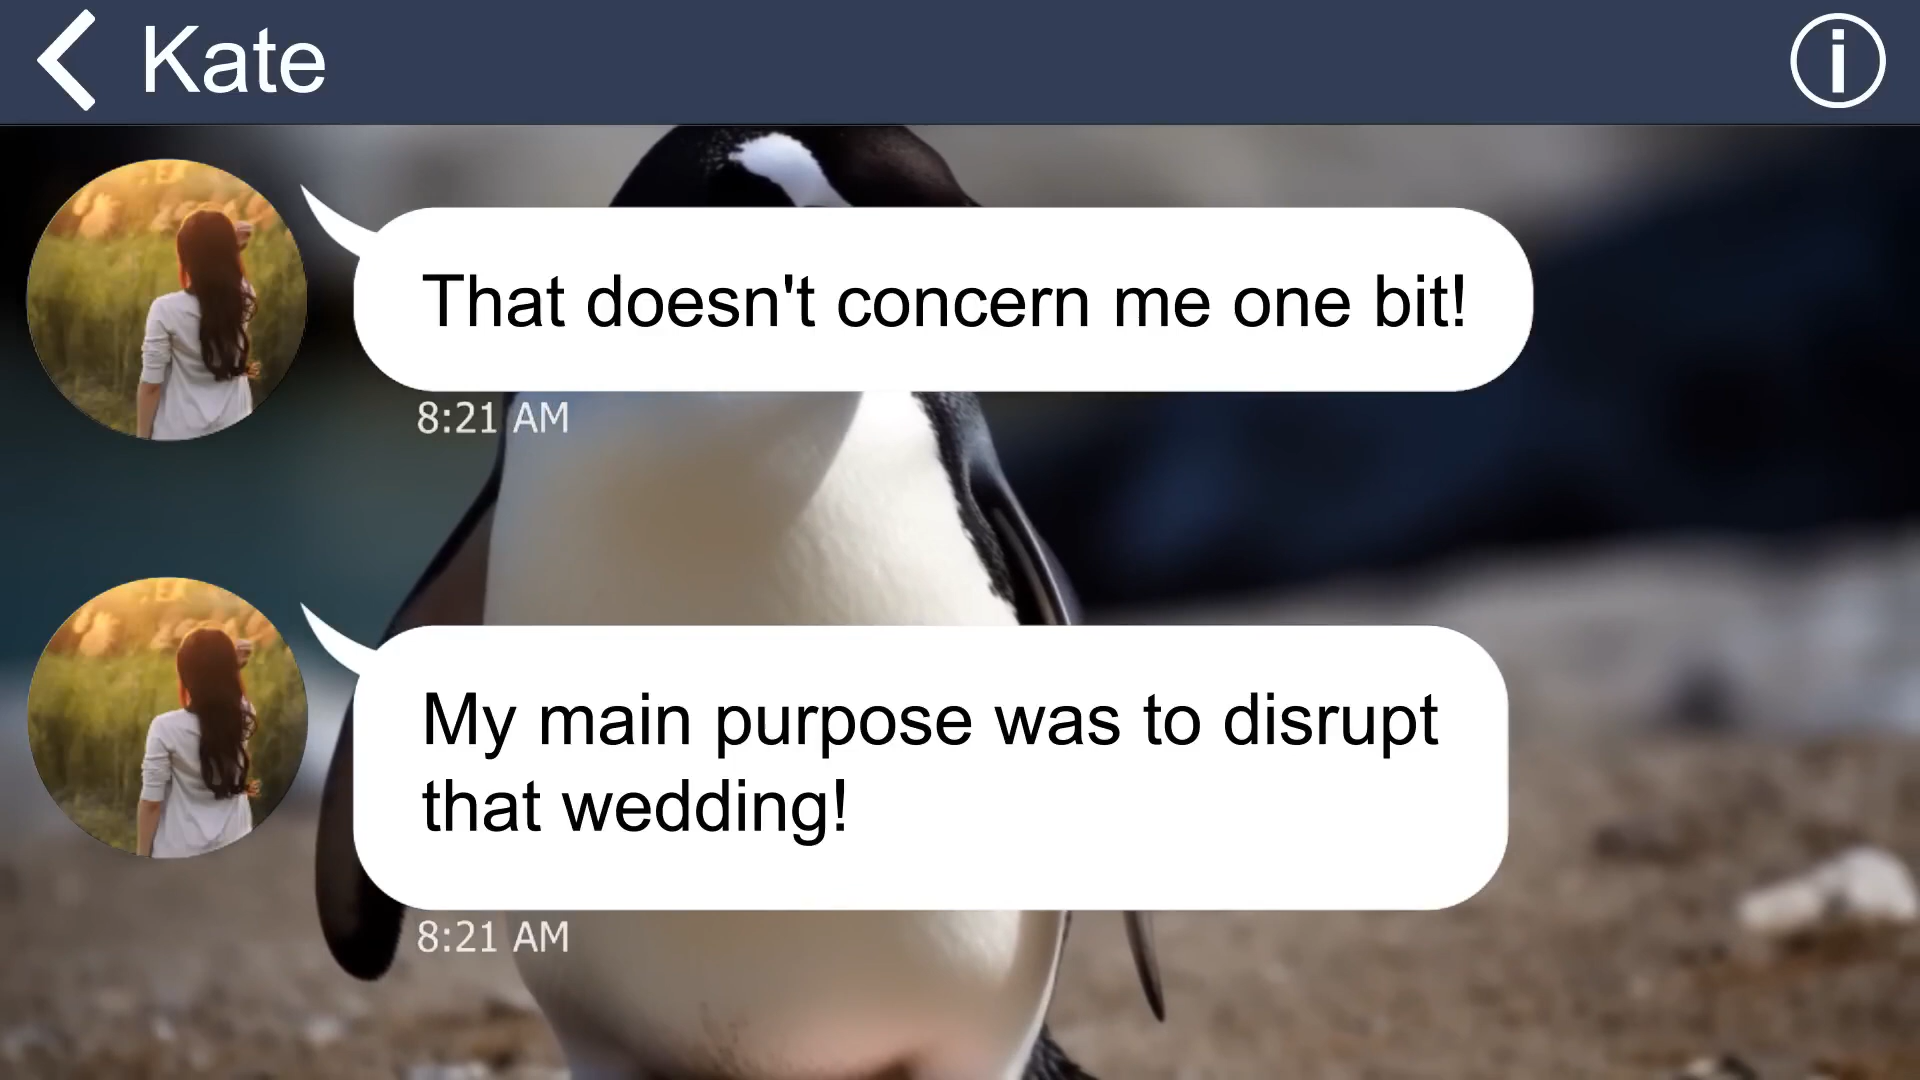 Kate
That doesn't concern me one bit!
8:21 AM
My main purpose was to disrupt
that wedding!
8:21 AM